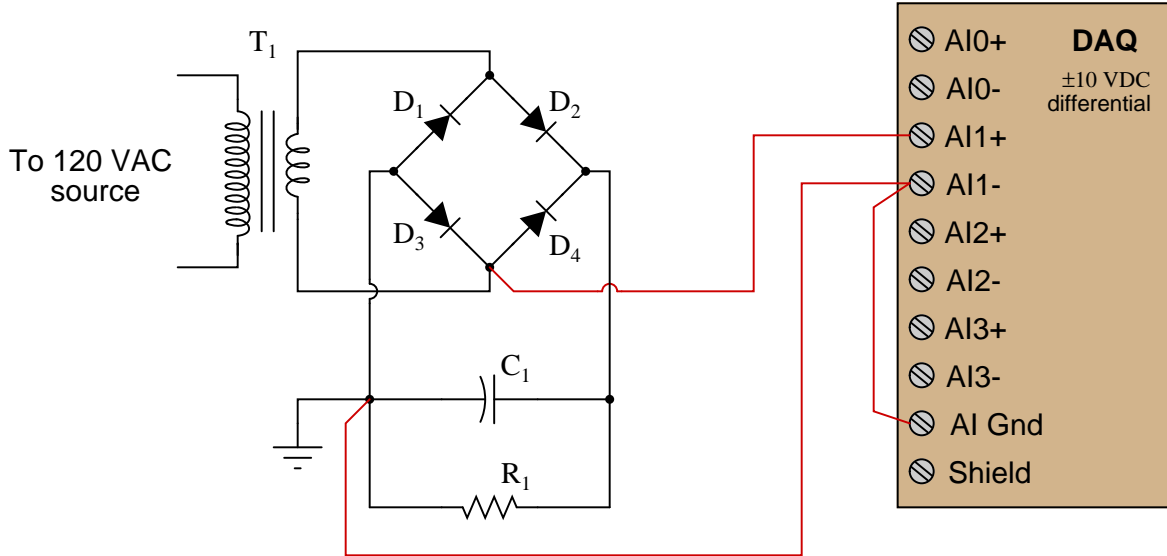 T1
D1
D2
D3
D4
To 120 VAC
source
C1
R1
AI0+
DAQ
AI0-
±10 VDC
differential
AI1+
AI1-
AI2+
AI2-
AI3+
AI3-
AI Gnd
Shield